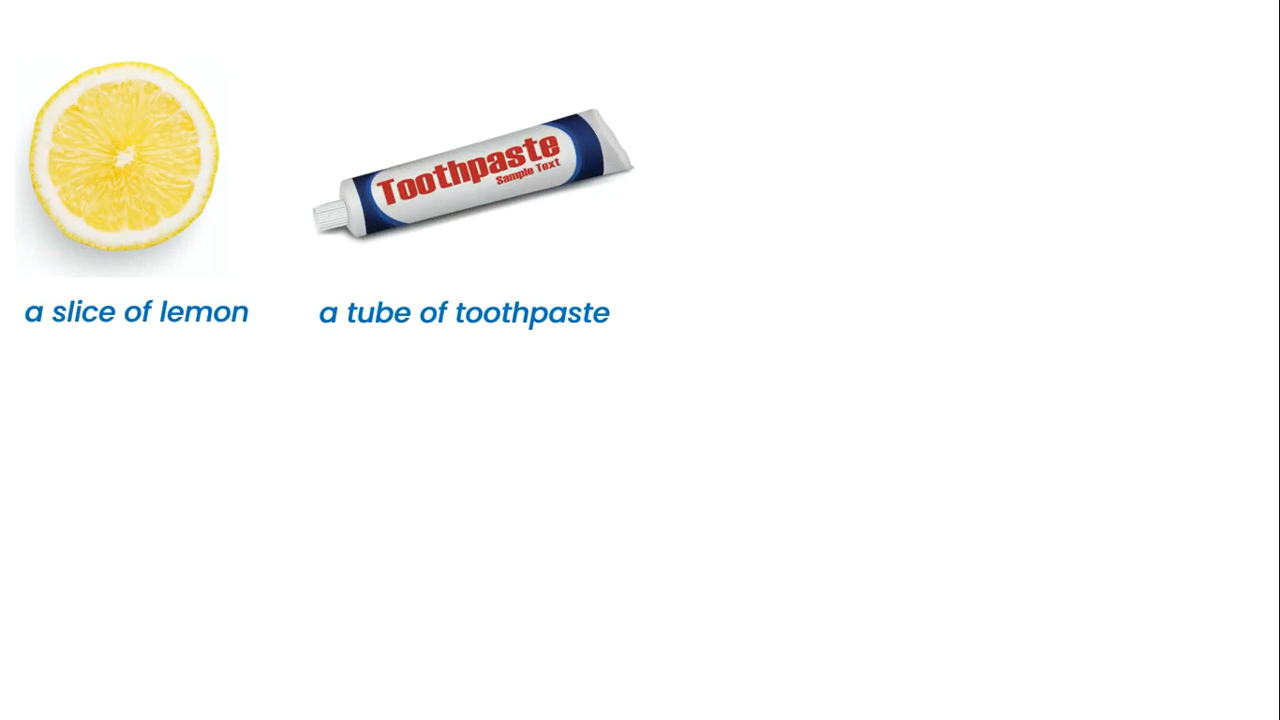 Toothpaste
Sample Text
a slice of lemon
a tube of toothpaste